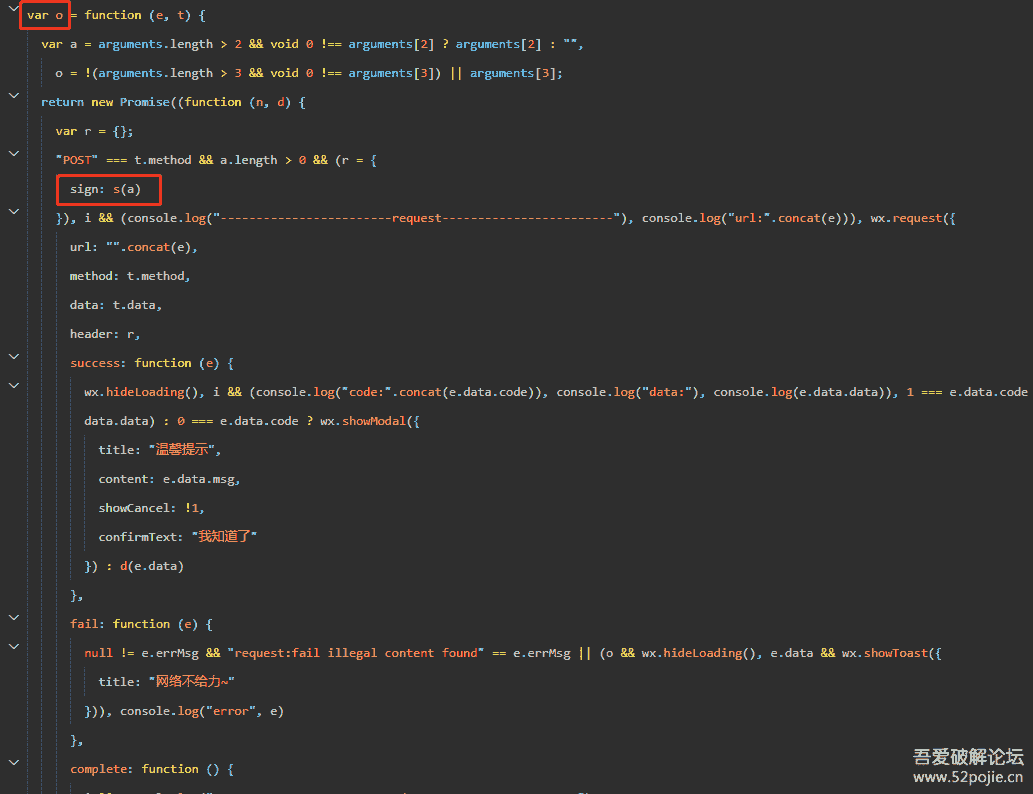 var o = function (e, t) {
var a = arguments.length > 2 && void 0 !== arguments[2] ? arguments[2] : "",
o = !(arguments.length > 3 && void 0 !== arguments[3]) || arguments[3];
return new Promise((function (n, d) {
var r = {};
"POST" === t.method && a.length > 0 && (r = {
sign: s(a)
}), i && (console.log("------------------------request------------------------"), console.log("url:".concat(e))), wx.request({
url: "".concat(e),
method: t.method,
data: t.data,
header: r,
success: function (e) {
wx.hideLoading(), i && (console.log("code:".concat(e.data.code)), console.log("data:"), console.log(e.data.data)), 1 === e.data.code
data.data) : 0 === e.data.code ? wx.showModal({
title: "温馨提示",
content: e.data.msg,
showCancel: !1,
confirmText: "我知道了"
}) : d(e.data)
},
fail: function (e) {
null != e.errMsg && "request:fail illegal content found" == e.errMsg || (o && wx.hideLoading(), e.data && wx.showToast({
title: "网络不给力~"
})), console.log("error", e)
},
complete: function () {
吾爱破解论坛
www.52pojie.cn